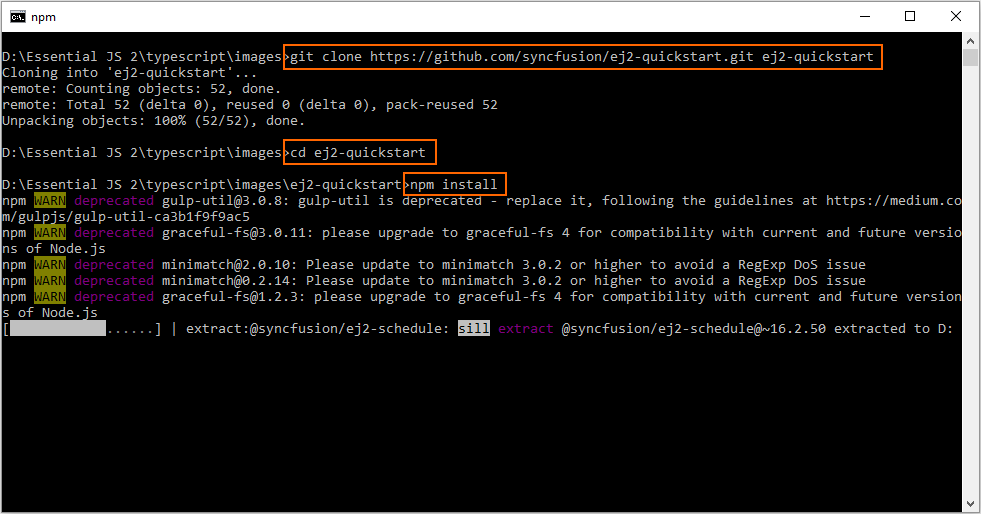 npm
D:\Essential JS 2\typescript\images>git clone https://github.com/syncfusion/ej2-quickstart.git ej2-quickstart
Cloning into 'ej2-quickstart'...
remote: Counting objects: 52, done.
remote: Total 52 (delta 0), reused 0 (delta 0), pack-reused 52
Unpacking objects: 100% (52/52), done.
D:\Essential JS 2\typescript\images>cd ej2-quickstart
D:\Essential JS 2\typescript\images\ej2-quickstart>npm install
npm WARN deprecated gulp-util@3.0.8: gulp-util is deprecated - replace it, following the guidelines at https://medium.co
m/gulpjs/gulp-util-ca3b1f9f9ac5
npm WARN deprecated graceful-fs@3.0.11: please upgrade to graceful-fs 4 for compatibility with current and future versio
ns of Node.js
npm WARN deprecated minimatch@2.0.10: Please update to minimatch 3.0.2 or higher to avoid a RegExp DoS issue
npm WARN deprecated minimatch@0.2.14: Please update to minimatch 3.0.2 or higher to avoid a RegExp DoS issue
npm WARN deprecated graceful-fs@1.2.3: please upgrade to graceful-fs 4 for compatibility with current and future version
s of Node.js
[            ......] | extract:@syncfusion/ej2-schedule: sill extract @syncfusion/ej2-schedule@~16.2.50 extracted to D: